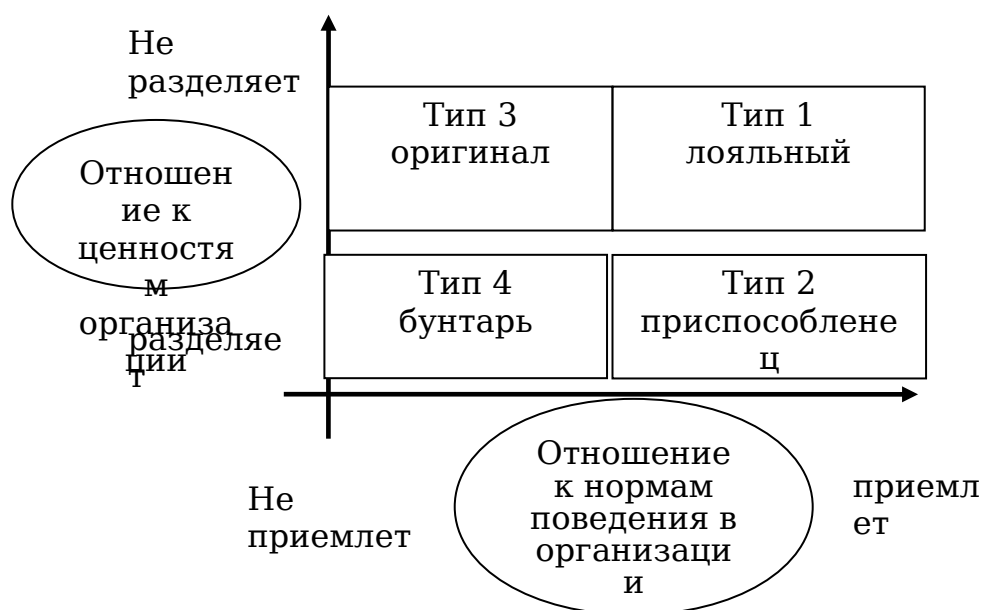 Не
разделяет
Тип 3
оригинал
Тип 1
лояльный
Отношен
ие к
ценностя
м
организа
ции
разделяе
т
Тип 4
бунтарь
Тип 2
приспособлене
ц
Не
приемлет
Отношение
к нормам
поведения в
организаци
и
приемл
ет